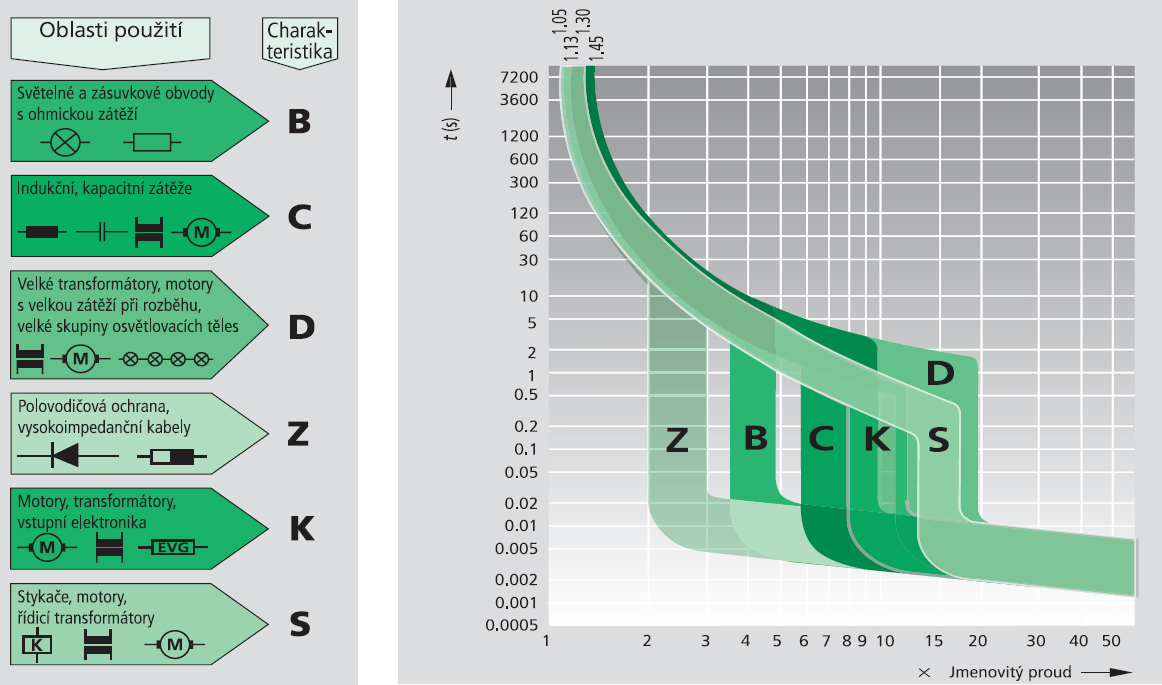 Oblasti použití
Charak-
teristika
Světelné a zásuvkové obvody
s ohmickou zátěží
B
Indukční, kapacitní zátěže
M
C
Velké transformátory, motory
s velkou zátěží při rozběhu,
velké skupiny osvětlovacích těles
M
D
Polovodičová ochrana,
vysokoimpedanční kabely
Z
Motory, transformátory,
vstupní elektronika
M
EVG
K
Stykače, motory,
řídicí transformátory
K
M
S
1.05
1.13
1.30
1.45
t (s)
7200
3600
1200
600
300
120
60
30
10
5
2
1
0.5
0.2
0.1
0.05
0.02
0.01
0.005
0.002
0.001
0.0005
Z
B
C
K
S
D
1 2 3 4 5 6 7 8 9 10 15 20 30 40 50
× Jmenovitý proud